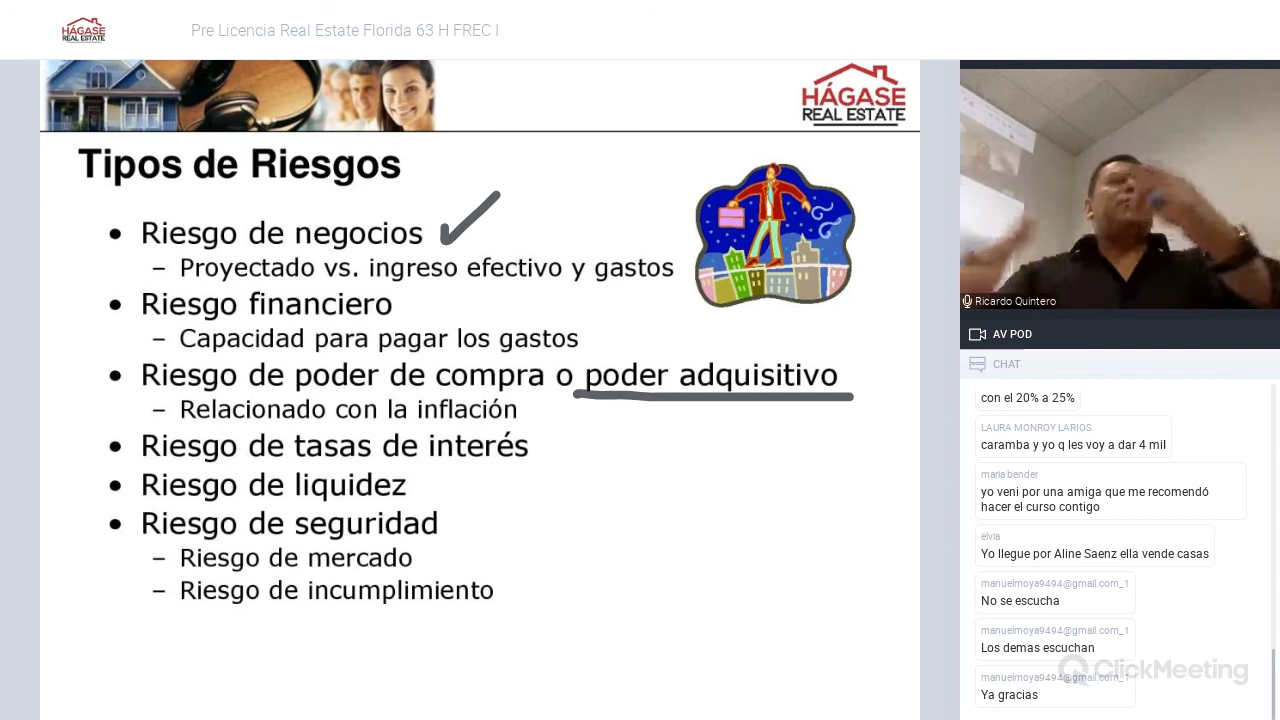 HÁGASE
REAL ESTATE
Pre Licencia Real Estate Florida 63 H FREC I
HÁGASE
REAL ESTATE
Tipos de Riesgos
• Riesgo de negocios
– Proyectado vs. ingreso efectivo y gastos
• Riesgo financiero
– Capacidad para pagar los gastos
• Riesgo de poder de compra o poder adquisitivo
– Relacionado con la inflación
• Riesgo de tasas de interés
• Riesgo de liquidez
• Riesgo de seguridad
– Riesgo de mercado
– Riesgo de incumplimiento
Ricardo Quintero
AV POD
CHAT
con el 20% a 25%
LAURA MONROY LARIOS
caramba y yo q les voy a dar 4 mil
maria bender
yo veni por una amiga que me recomendó
hacer el curso contigo
elvia
Yo llegue por Aline Saenz ella vende casas
manuelmoya9494@gmail.com_1
No se escucha
manuelmoya9494@gmail.com_1
Los demas escuchan
manuelmoya9494@gmail.com_1
Ya gracias
ClickMeeting